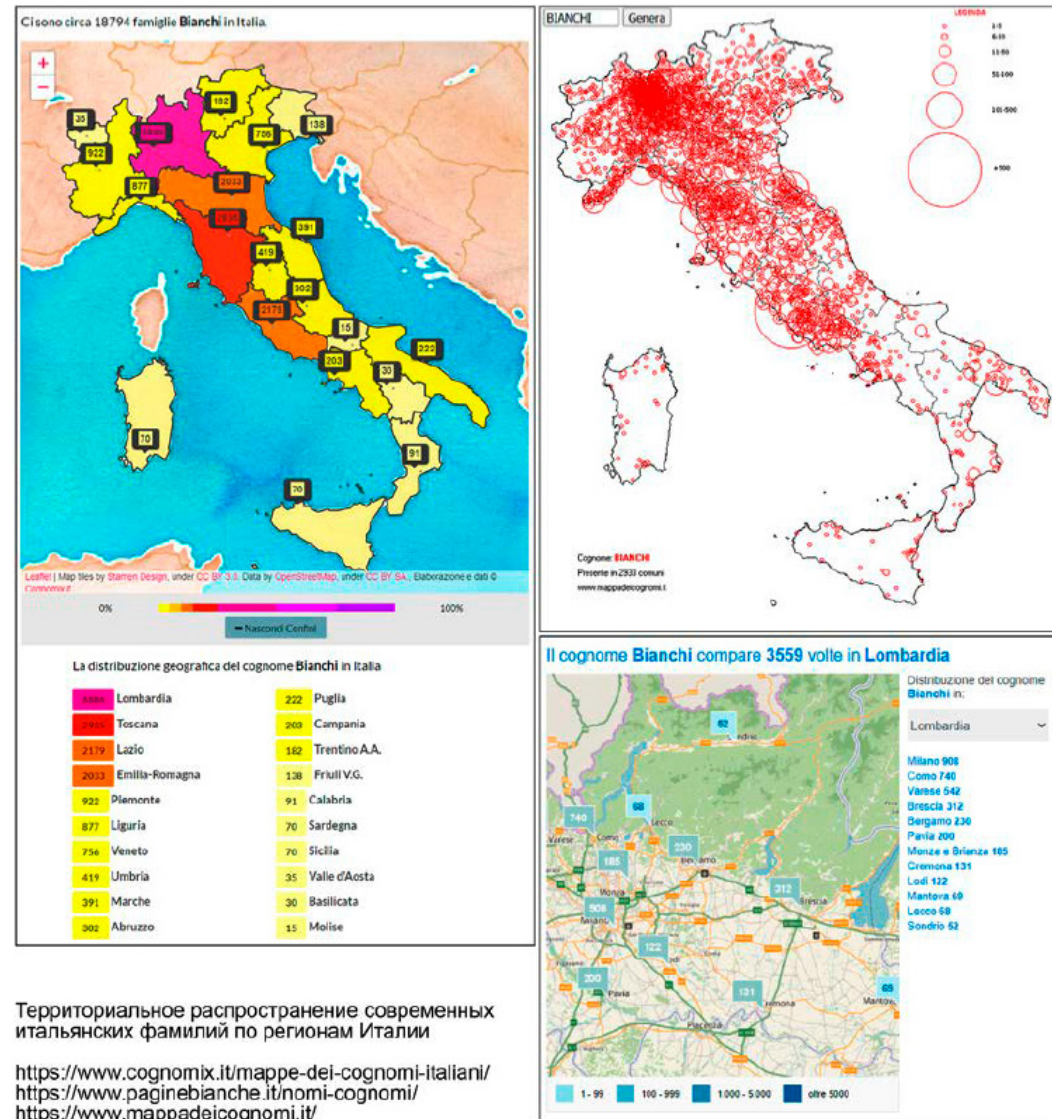 Ci sono circa 18794 famiglie Bianchi in Italia.
+
−
182
30
138
756
922
877
2033
391
419
302
2179
15
222
203
30
70
91
70
Leaflet | Map tiles by Stamen Design, under CC BY 3.0. Data by OpenStreetMap, under CC BY SA., Elaborazione e dati ©
Cognomix.it
0%
100%
Nascondi Confini
La distribuzione geografica del cognome Bianchi in Italia
Lombardia
Toscana
2179 Lazio
2033 Emilia-Romagna
922 Piemonte
877 Liguria
756 Veneto
419 Umbria
391 Marche
302 Abruzzo
222 Puglia
203 Campania
182 Trentino A.A.
138 Friuli V.G.
91 Calabria
70 Sardegna
70 Sicilia
35 Valle d'Aosta
30 Basilicata
15 Molise
BIANCHI Genera
LEGENDA
1-5
6-10
11-50
51-100
101-500
+500
Cognome: BIANCHI
Presente in 2933 comuni
www.mappadeicognomi.it
Il cognome Bianchi compare 3559 volte in Lombardia
62
68
740
Lecco
Como
Varese
230
185
Bergamo
Monza
312
Brescia
908
Milano
122
200
Pavia
131
Cremona
69
Mantova
Piacenza
1 - 99
100 - 999
1000 - 5000
oltre 5000
Distribuzione del cognome
Bianchi in:
Lombardia
Milano 908
Como 740
Varese 542
Brescia 312
Bergamo 230
Pavia 200
Monza e Brianza 185
Cremona 131
Lodi 122
Mantova 69
Lecco 68
Sondrio 52
Территориальное распространение современных
итальянских фамилий по регионам Италии
https://www.cognomix.it/mappe-dei-cognomi-italiani/
https://www.paginebianche.it/nomi-cognomi/
https://www.mappadeicognomi.it/